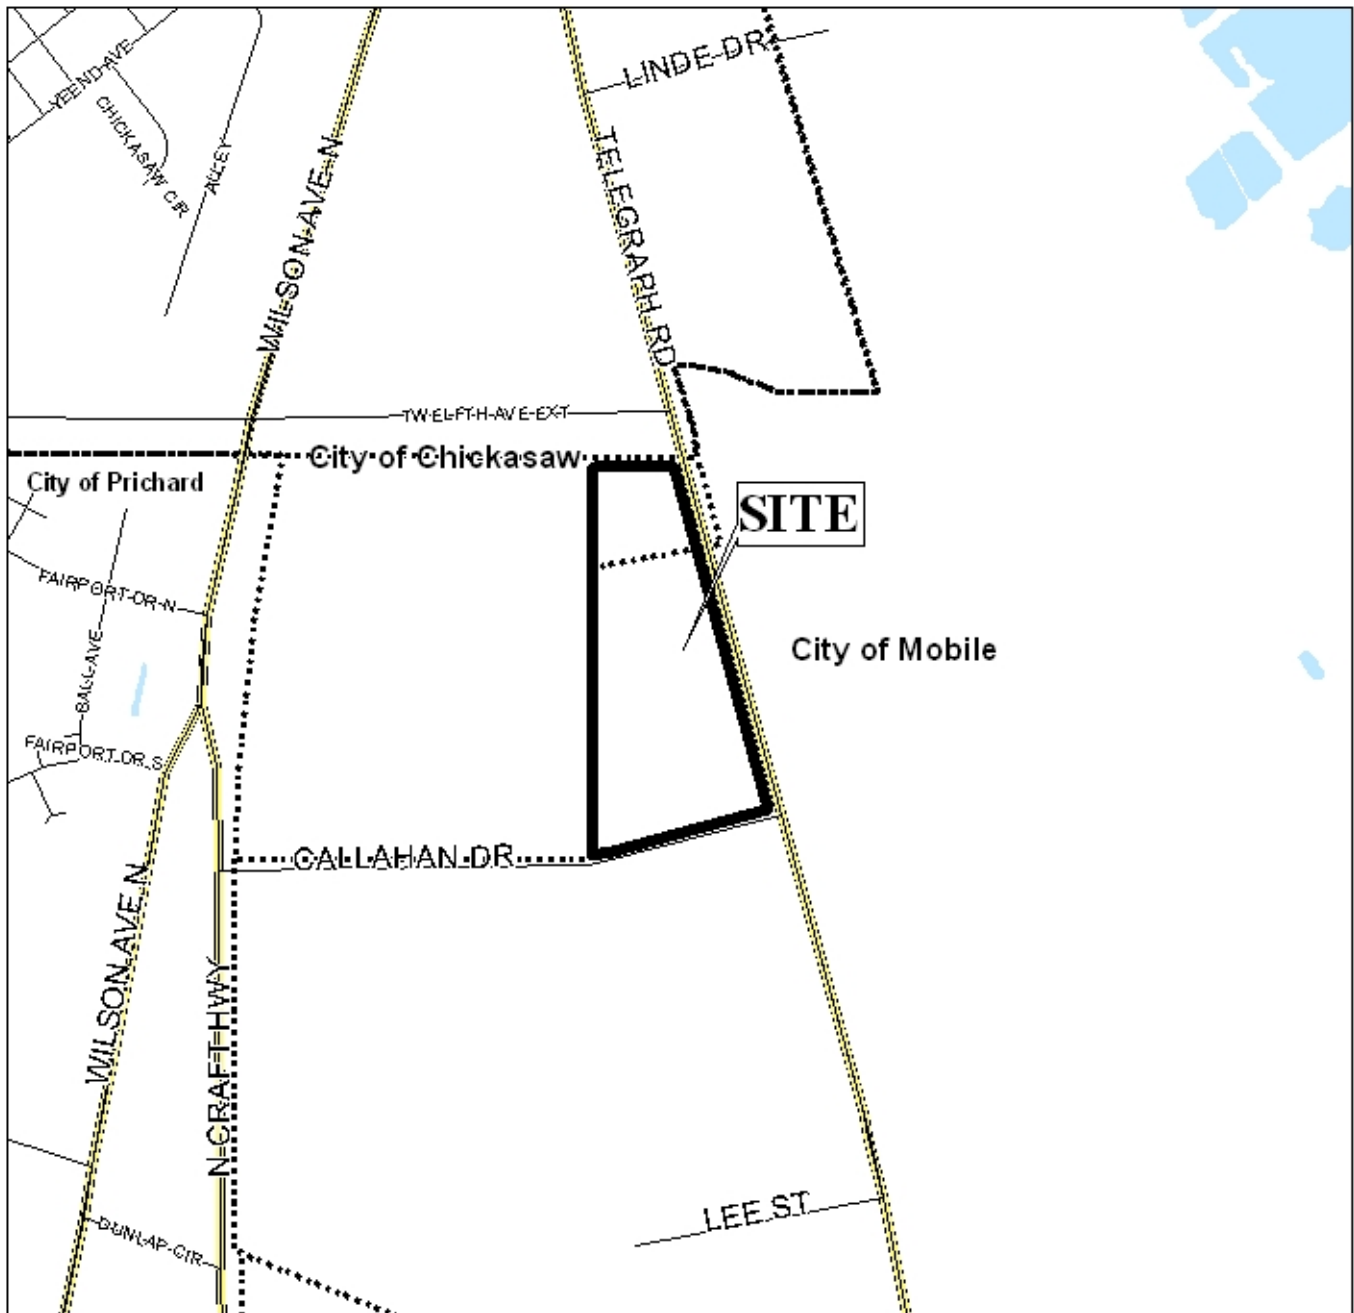 LINDE DR
YEEND AVE
CHICKASAW CIR
ALLEY
WILSON AVE N
TELEGRAPH RD
TWELFTH AVE EXT
City of Chickasaw
City of Prichard
SITE
FAIRPORT DR N
City of Mobile
BALL AVE
FAIRPORT DR S
CALLAHAN DR
WILSON AVE N
N CRAFT HWY
LEE ST
DUNLAP CIR